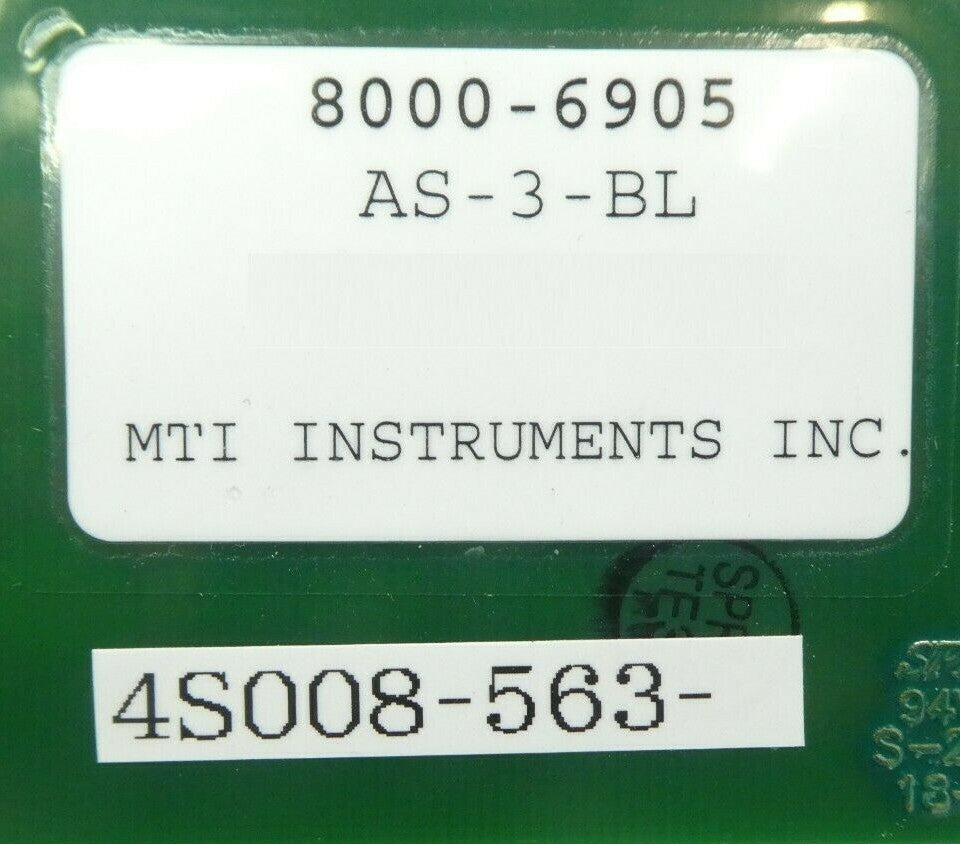 8000-6905
AS-3-BL
MTI INSTRUMENTS INC.
4S008-563-